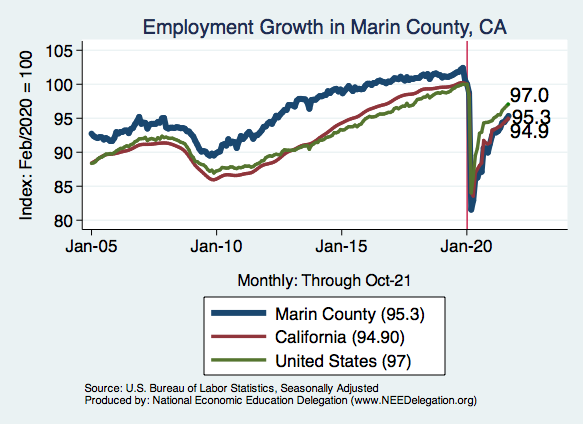 Employment Growth in Marin County, CA
Index: Feb/2020 = 100
105
100
95
90
85
80
97.0
95.3
94.9
Jan-05 Jan-10 Jan-15 Jan-20
Monthly: Through Oct-21
Marin County (95.3)
California (94.90)
United States (97)
Source: U.S. Bureau of Labor Statistics, Seasonally Adjusted
Produced by: National Economic Education Delegation (www.NEEDelegation.org)